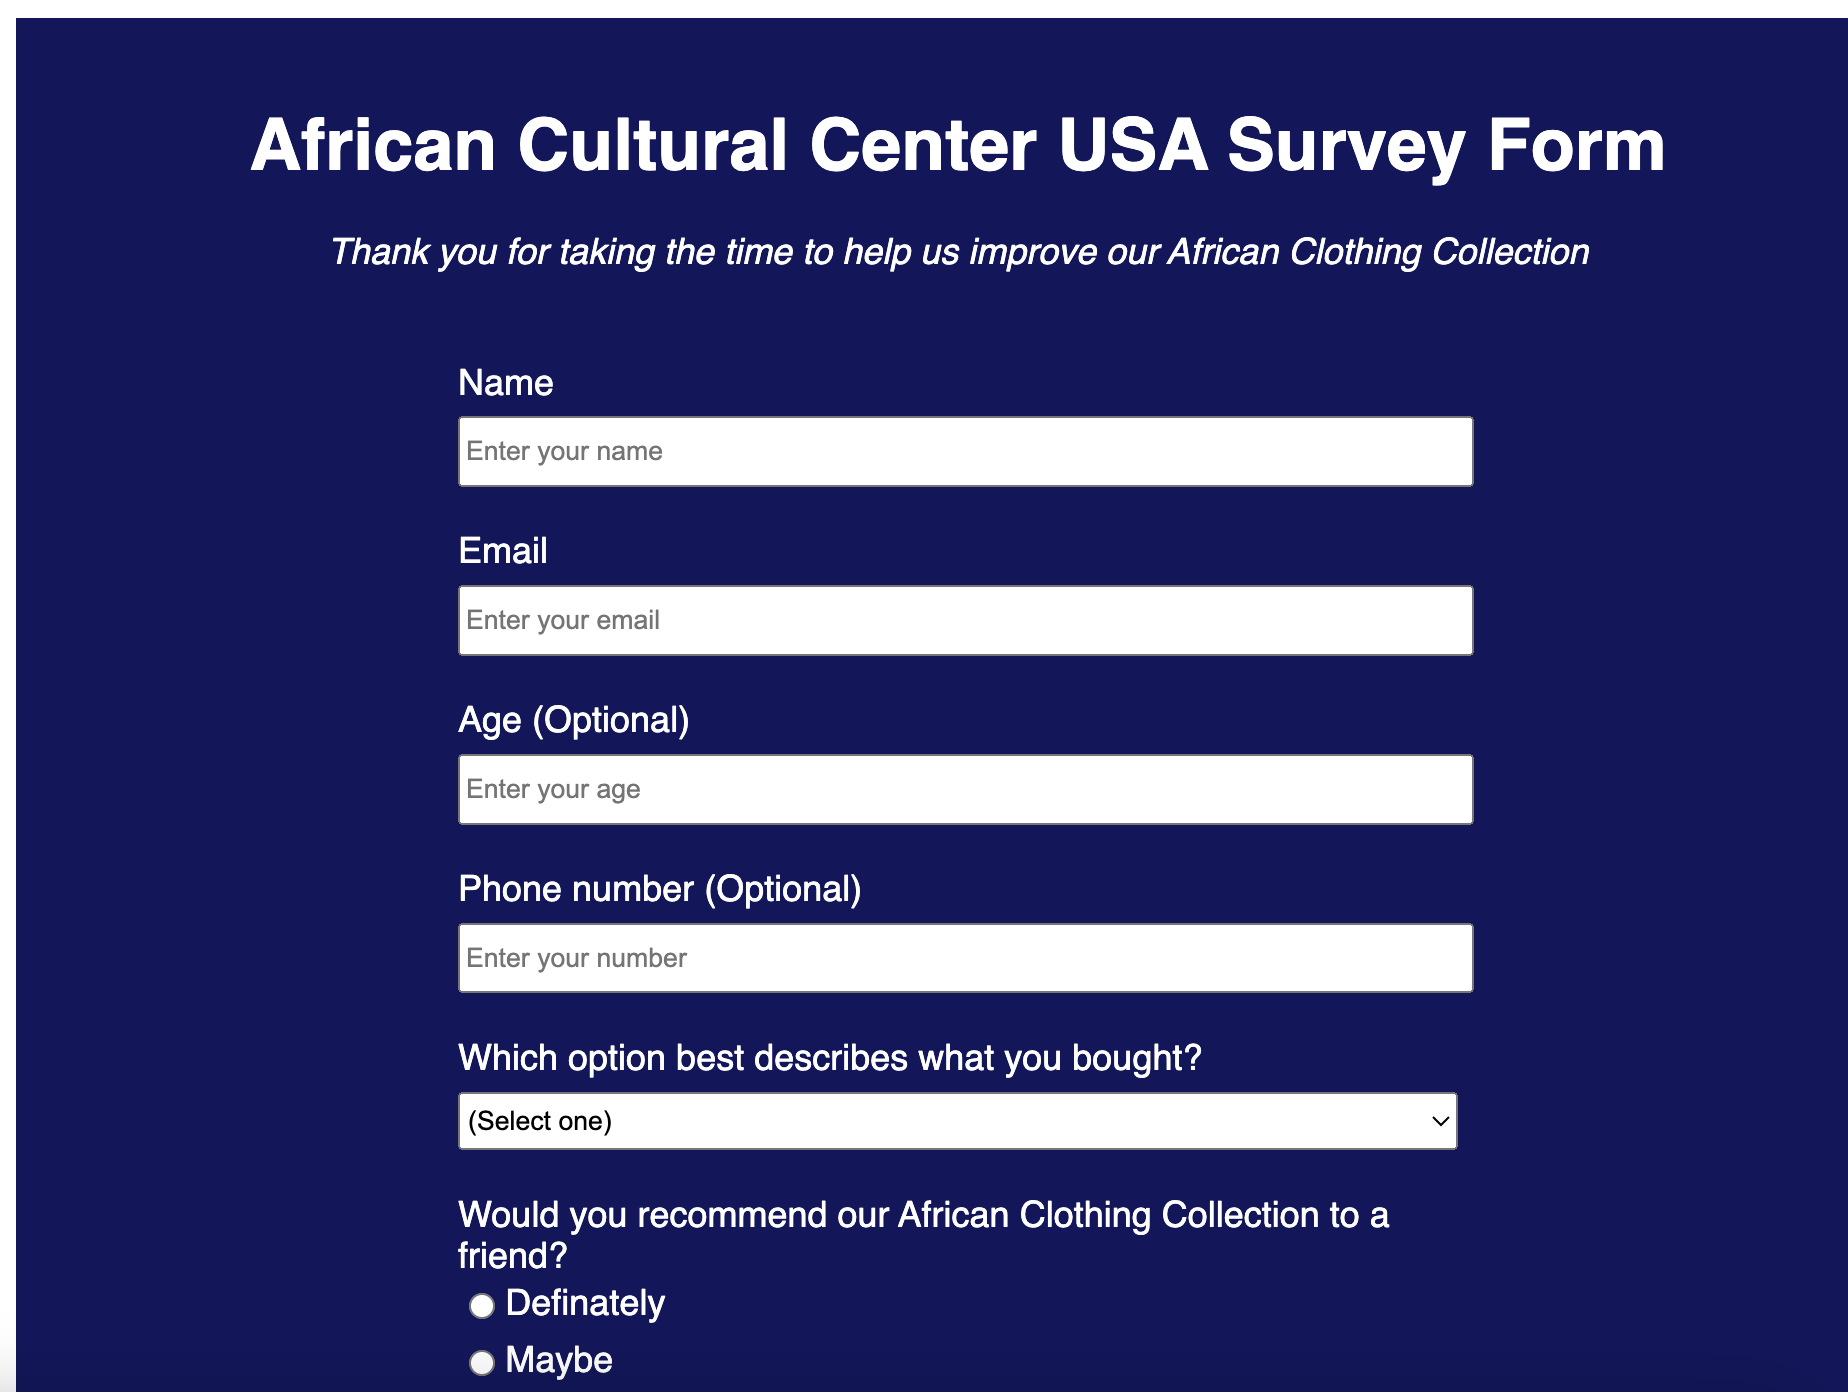 African Cultural Center USA Survey Form
Thank you for taking the time to help us improve our African Clothing Collection
Name
Enter your name
Email
Enter your email
Age (Optional)
Enter your age
Phone number (Optional)
Enter your number
Which option best describes what you bought?
(Select one)
Would you recommend our African Clothing Collection to a
friend?
Definately
Maybe